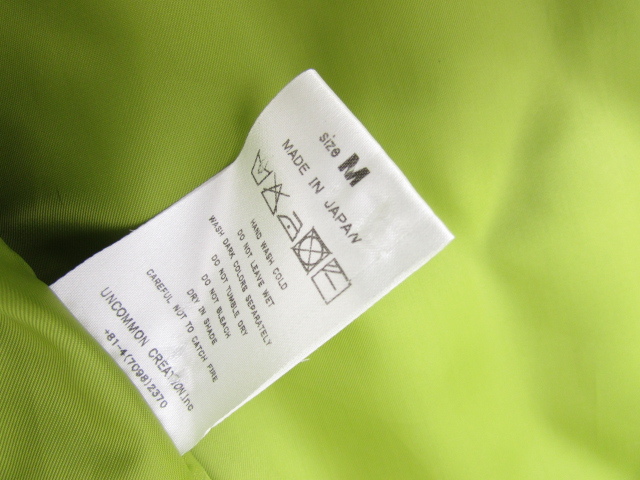 size M
MADE IN JAPAN
HAND WASH COLD
DO NOT LEAVE WET
WASH DARK COLORS SEPARATELY
DO NOT TUMBLE DRY
DO NOT BLEACH
DRY IN SHADE
CAREFUL NOT TO CATCH FIRE
UNCOMMON CREATION,Inc
+81-4(7098)2370